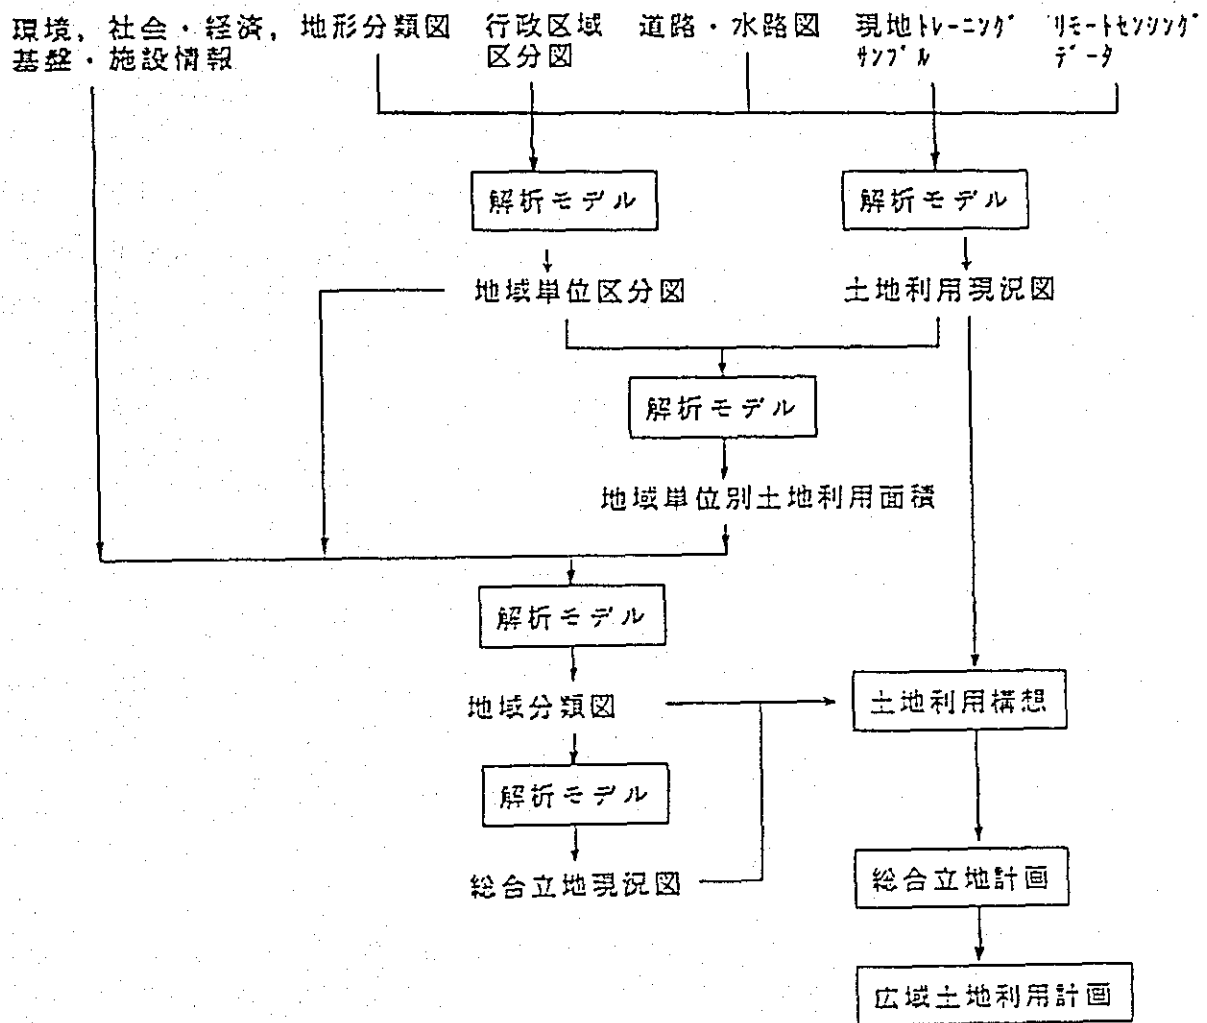 環境，社会・経済，
基盤・施設情報
地形分類図
行政区域
区分図
道路・水路図
現地トレーニング
サンプル
リモートセンシング
データ
解析モデル
解析モデル
地域単位区分図
土地利用現況図
解析モデル
地域単位別土地利用面積
解析モデル
地域分類図
土地利用構想
解析モデル
総合立地現況図
総合立地計画
広域土地利用計画